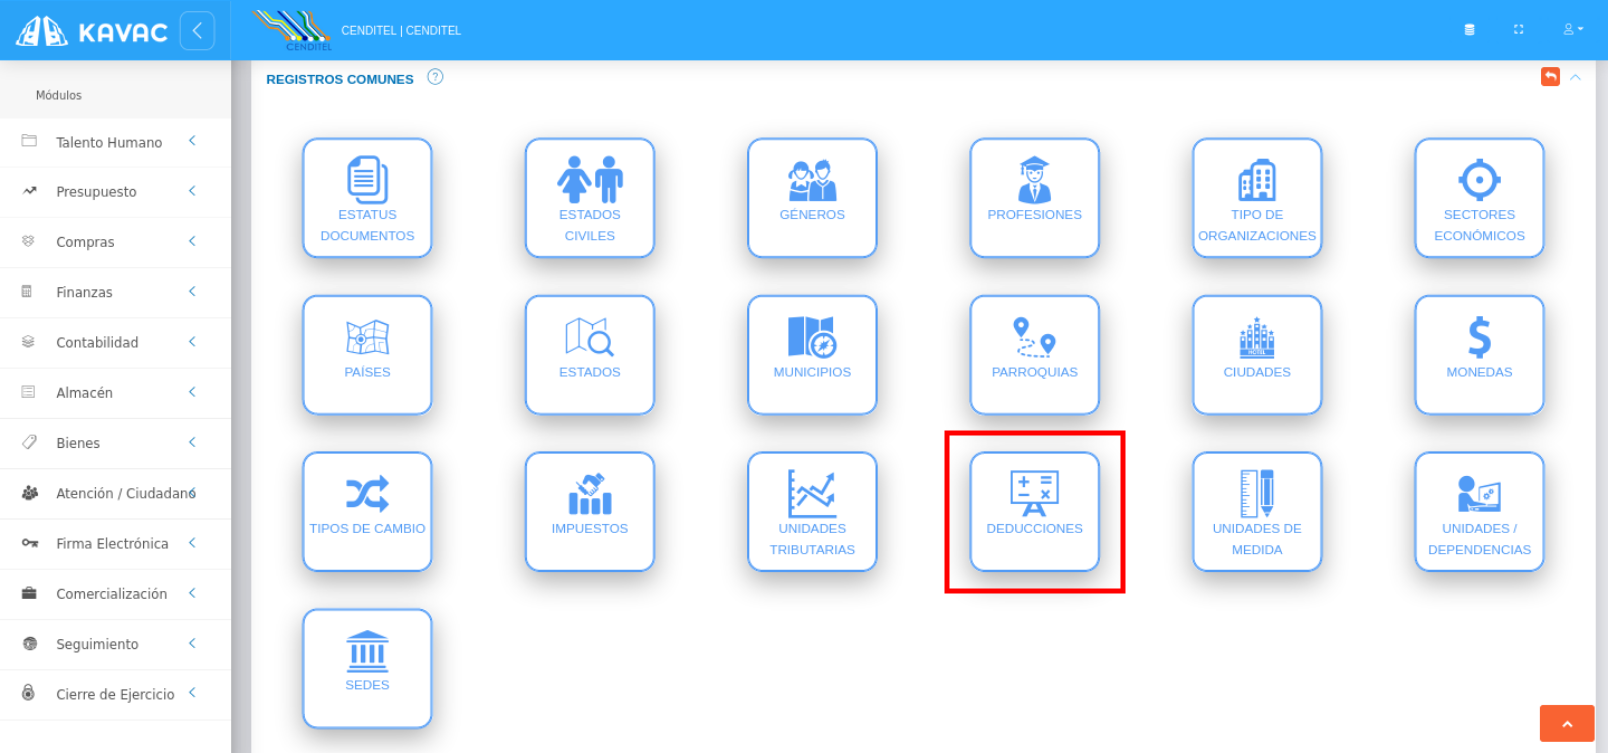 KAVAC
CENDITEL
CENDITEL | CENDITEL
Módulos
Talento Humano
Presupuesto
Compras
Finanzas
Contabilidad
Almacén
Bienes
Atención / Ciudadano
Firma Electrónica
Comercialización
Seguimiento
Cierre de Ejercicio
REGISTROS COMUNES ?
ESTATUS
DOCUMENTOS
ESTADOS
CIVILES
GÉNEROS
PROFESIONES
TIPO DE
ORGANIZACIONES
SECTORES
ECONÓMICOS
PAÍSES
ESTADOS
MUNICIPIOS
PARROQUIAS
HOTEL
CIUDADES
$
MONEDAS
TIPOS DE CAMBIO
IMPUESTOS
UNIDADES
TRIBUTARIAS
DEDUCCIONES
UNIDADES DE
MEDIDA
UNIDADES /
DEPENDENCIAS
SEDES